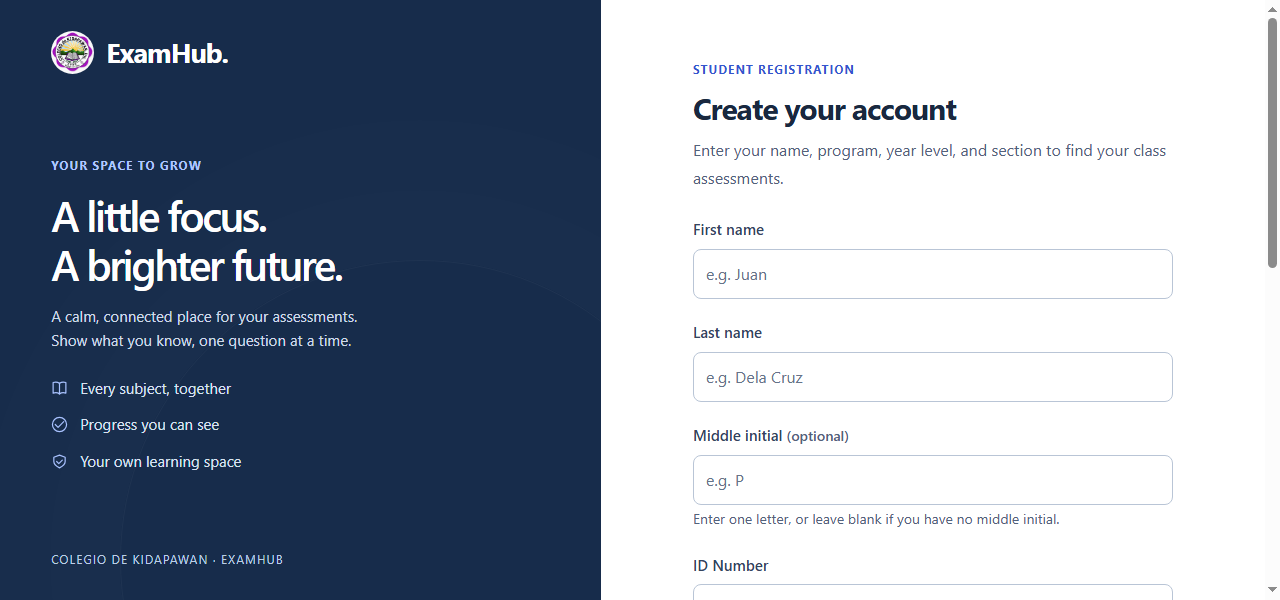 ExamHub.
YOUR SPACE TO GROW
A little focus.
A brighter future.
A calm, connected place for your assessments.
Show what you know, one question at a time.
Every subject, together
Progress you can see
Your own learning space
COLEGIO DE KIDAPAWAN · EXAMHUB
STUDENT REGISTRATION
Create your account
Enter your name, program, year level, and section to find your class
assessments.
First name
e.g. Juan
Last name
e.g. Dela Cruz
Middle initial (optional)
e.g. P
Enter one letter, or leave blank if you have no middle initial.
ID Number